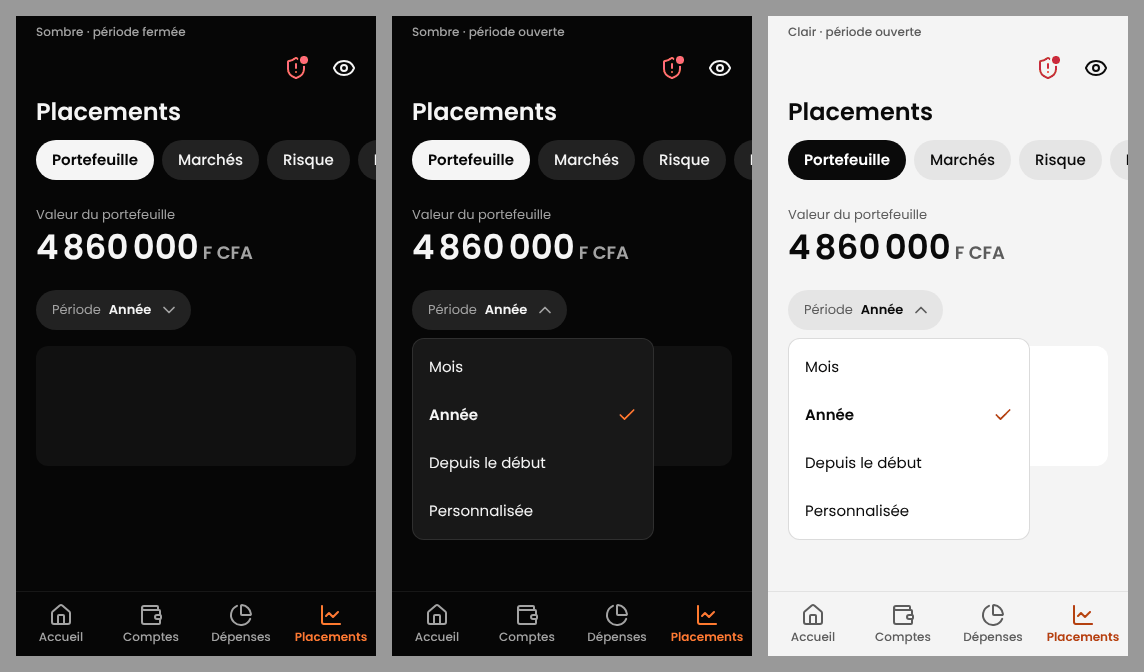 Sombre · période fermée
Placements
Portefeuille Marchés Risque
Valeur du portefeuille
4 860 000 F CFA
Période Année
Accueil Comptes Dépenses Placements
Sombre · période ouverte
Placements
Portefeuille Marchés Risque
Valeur du portefeuille
4 860 000 F CFA
Période Année
Mois
Année
Depuis le début
Personnalisée
Accueil Comptes Dépenses Placements
Clair · période ouverte
Placements
Portefeuille Marchés Risque
Valeur du portefeuille
4 860 000 F CFA
Période Année
Mois
Année
Depuis le début
Personnalisée
Accueil Comptes Dépenses Placements